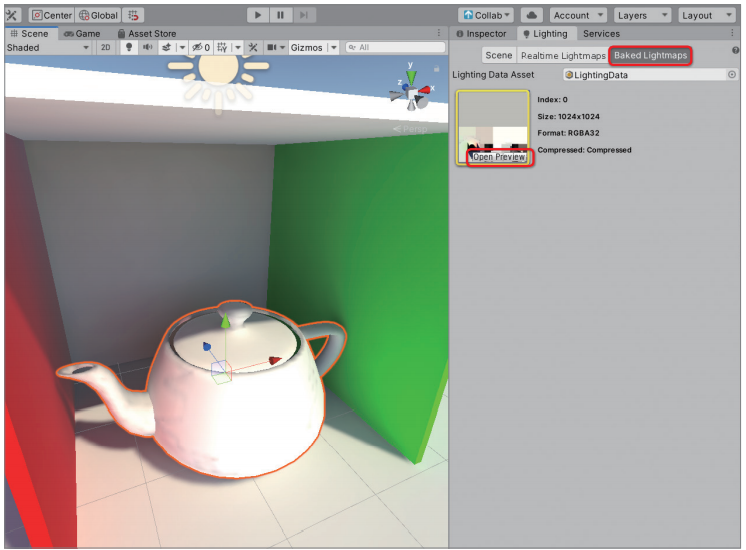 Center Global Collab Account Layers Layout
Scene Game Asset Store Inspector Lighting Services
Shaded 2D 0 Gizmos All
Scene Realtime Lightmaps Baked Lightmaps
Lighting Data Asset LightingData
y
z x
Persp
Index: 0
Size: 1024x1024
Format: RGBA32
Compressed: Compressed
Open Preview